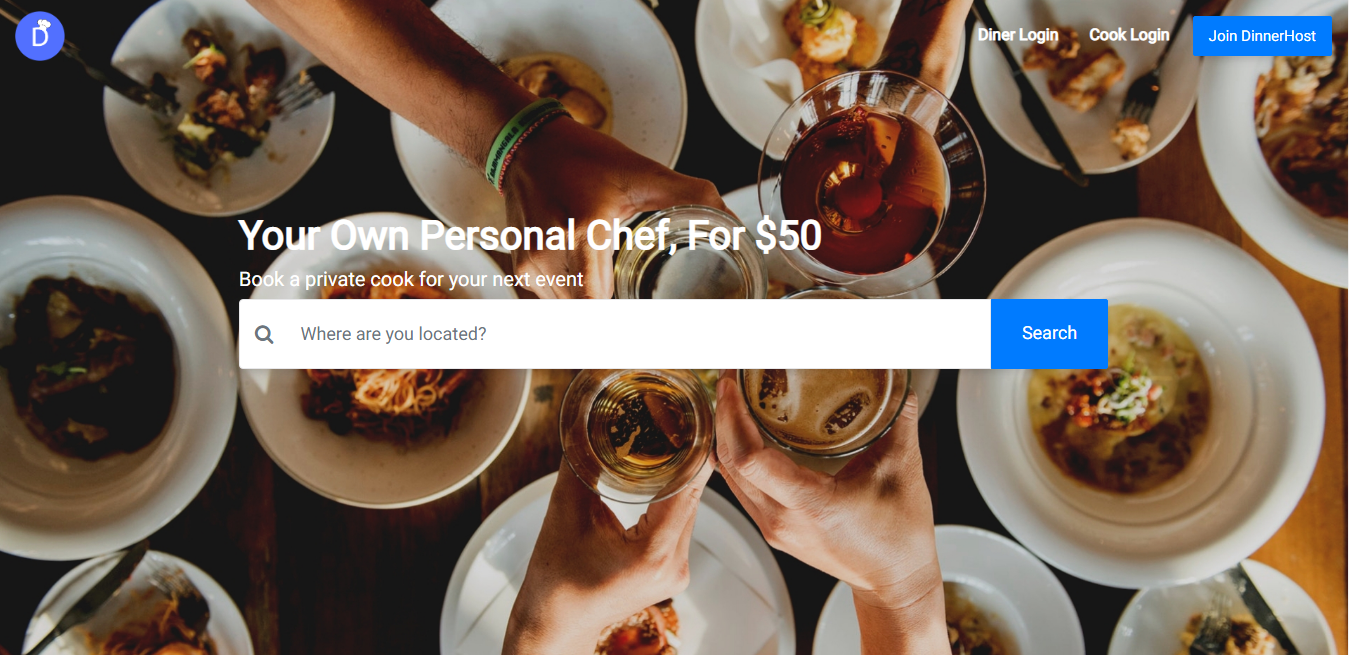 D
Diner Login
Cook Login
Join DinnerHost
Your Own Personal Chef, For $50
Book a private cook for your next event
Where are you located?
Search